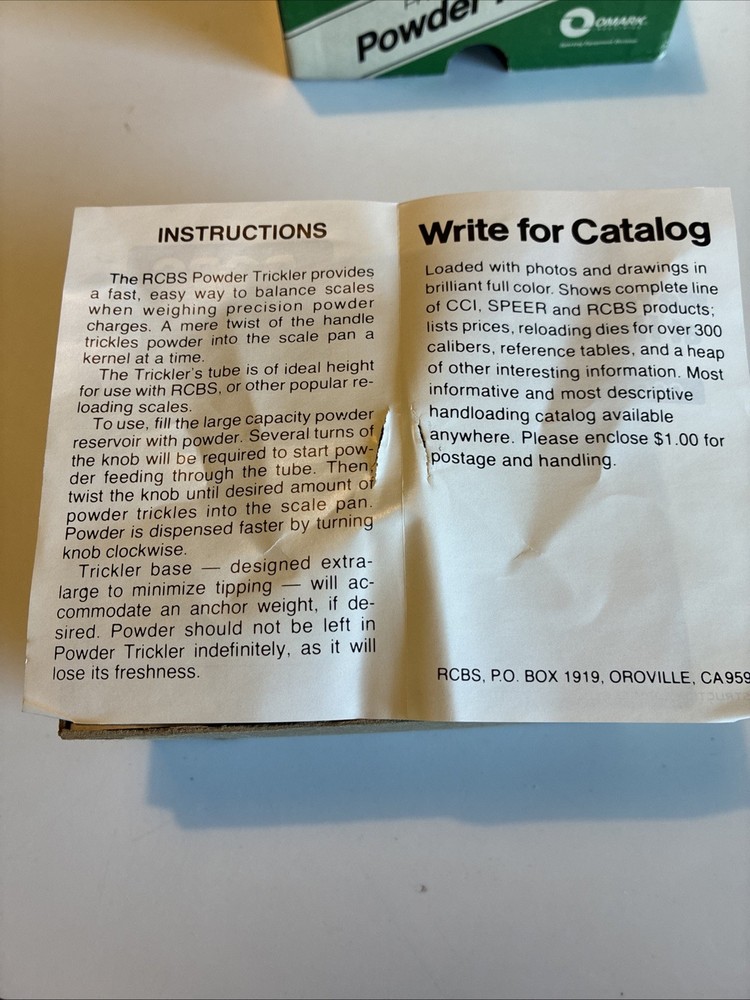 Powder
OMARK
INSTRUCTIONS
The RCBS Powder Trickler provides
a fast, easy way to balance scales
when weighing precision powder
charges. A mere twist of the handle
trickles powder into the scale pan a
kernel at a time.
The Trickler's tube is of ideal height
for use with RCBS, or other popular re-
loading scales.
To use, fill the large capacity powder
reservoir with powder. Several turns of
the knob will be required to start pow-
der feeding through the tube. Then,
twist the knob until desired amount of
powder trickles into the scale pan.
Powder is dispensed faster by turning
knob clockwise.
Trickler base — designed extra-
large to minimize tipping — will ac-
commodate an anchor weight, if de-
sired. Powder should not be left in
Powder Trickler indefinitely, as it will
lose its freshness.
Write for Catalog
Loaded with photos and drawings in
brilliant full color. Shows complete line
of CCI, SPEER and RCBS products;
lists prices, reloading dies for over 300
calibers, reference tables, and a heap
of other interesting information. Most
informative and most descriptive
handloading catalog available
anywhere. Please enclose $1.00 for
postage and handling.
RCBS, P.O. BOX 1919, OROVILLE, CA 959